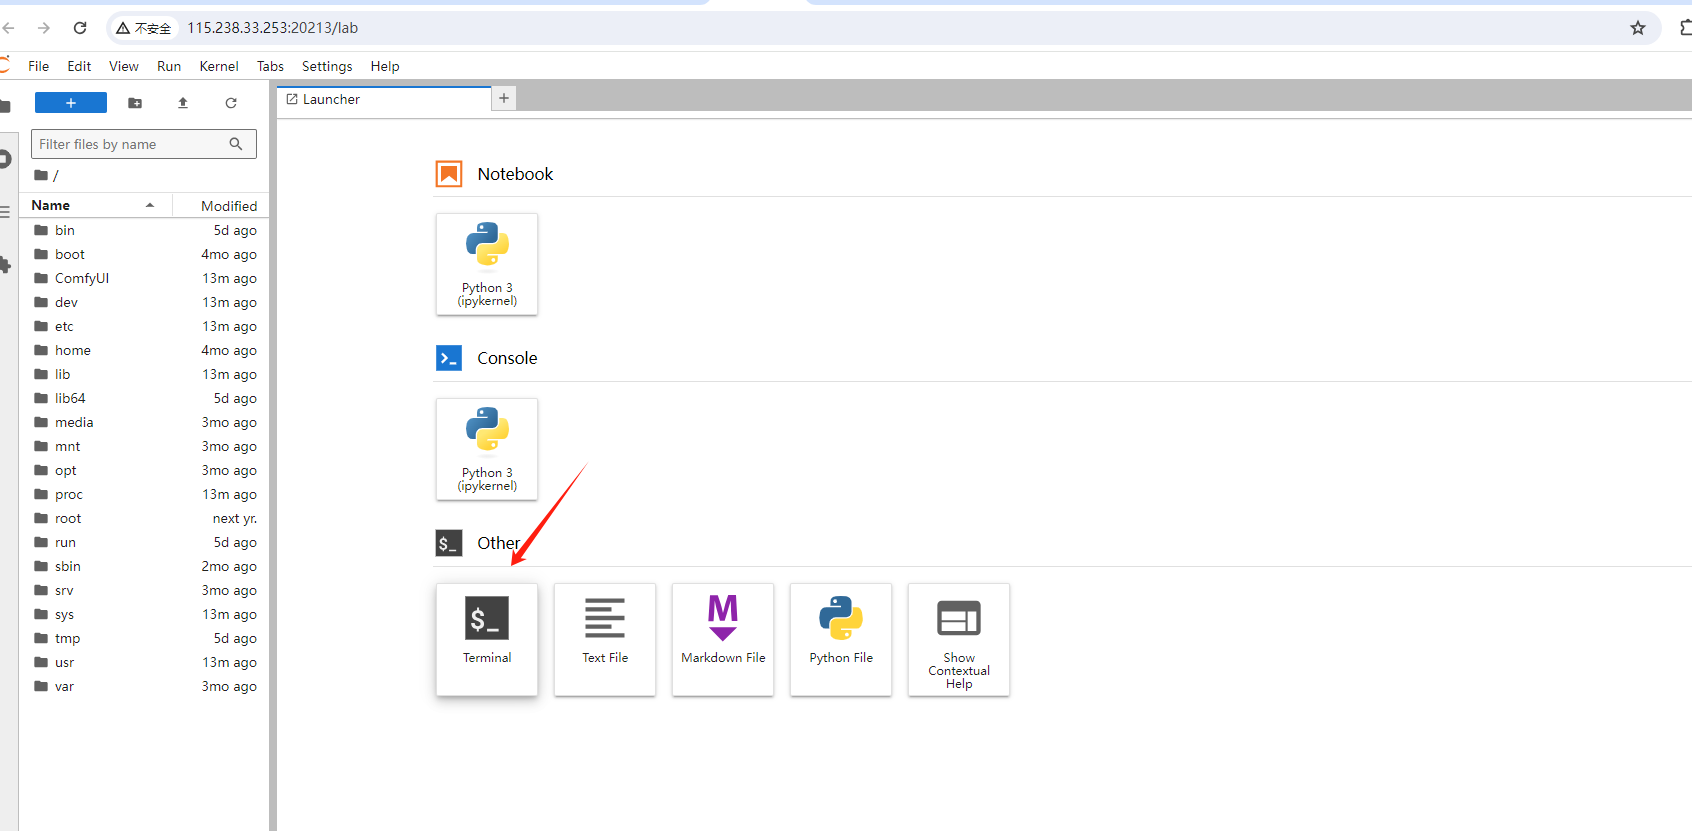 不安全 115.238.33.253:20213/lab
File Edit View Run Kernel Tabs Settings Help
+
Launcher +
Filter files by name
/
Name Modified
bin 5d ago
boot 4mo ago
ComfyUI 13m ago
dev 13m ago
etc 13m ago
home 4mo ago
lib 13m ago
lib64 5d ago
media 3mo ago
mnt 3mo ago
opt 3mo ago
proc 13m ago
root next yr.
run 5d ago
sbin 2mo ago
srv 3mo ago
sys 13m ago
tmp 5d ago
usr 13m ago
var 3mo ago
Notebook
Python 3
(ipykernel)
>_ Console
Python 3
(ipykernel)
$_ Other
$_
Terminal
Text File
M
Markdown File
Python File
Show
Contextual
Help